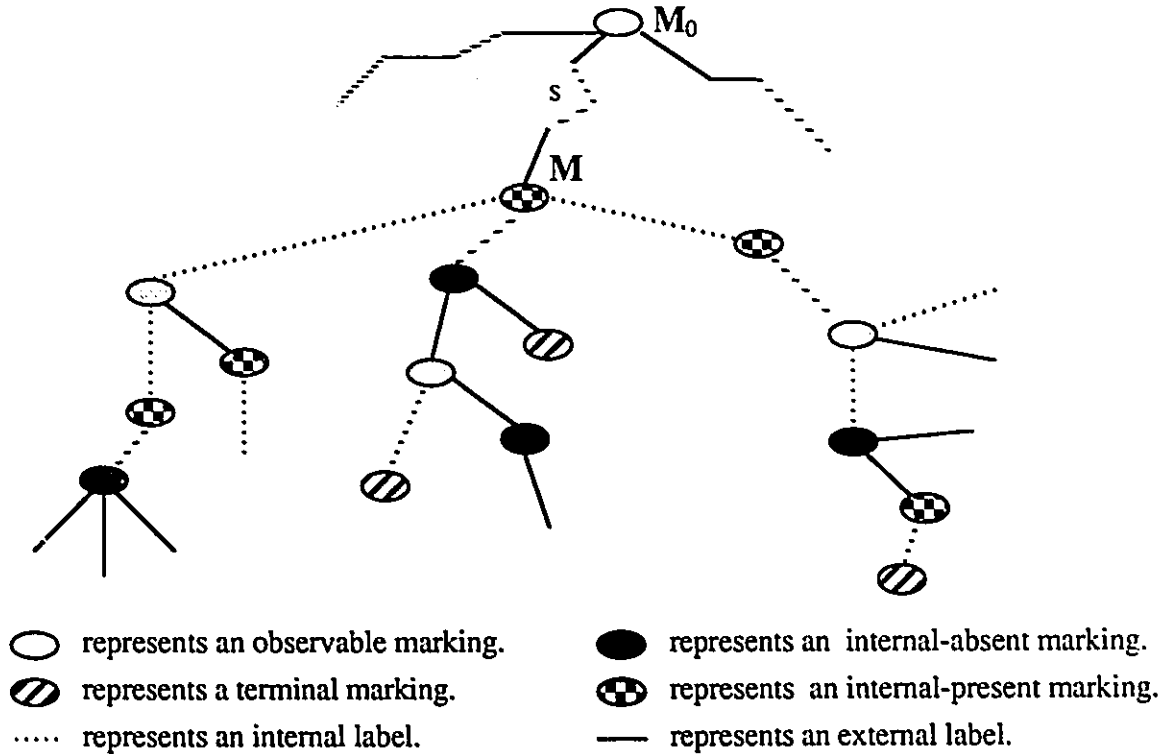 M₀
s
M
represents an observable marking.
represents an internal-absent marking.
represents a terminal marking.
represents an internal-present marking.
represents an internal label.
represents an external label.